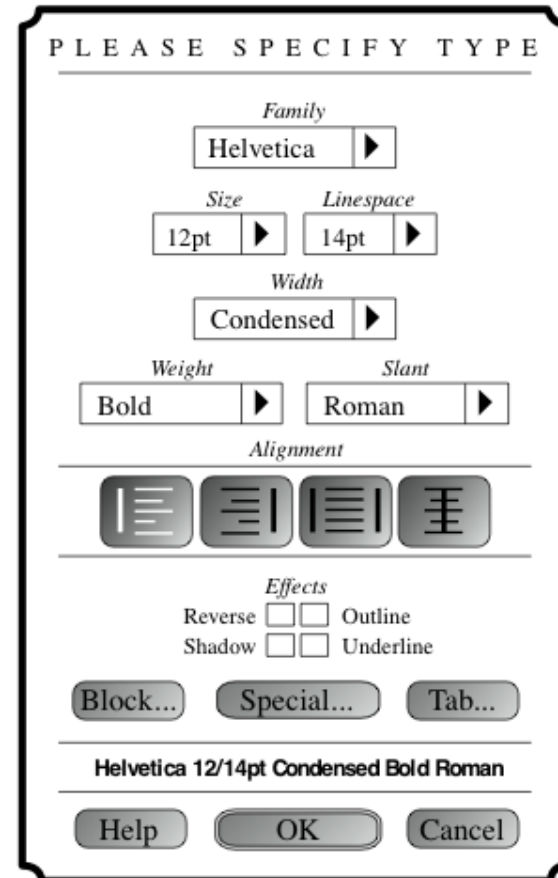 PLEASE SPECIFY TYPE
Family
Helvetica
Size Linespace
12pt 14pt
Width
Condensed
Weight Slant
Bold Roman
Alignment
Effects
Reverse Outline
Shadow Underline
Block... Special... Tab...
Helvetica 12/14pt Condensed Bold Roman
Help OK Cancel